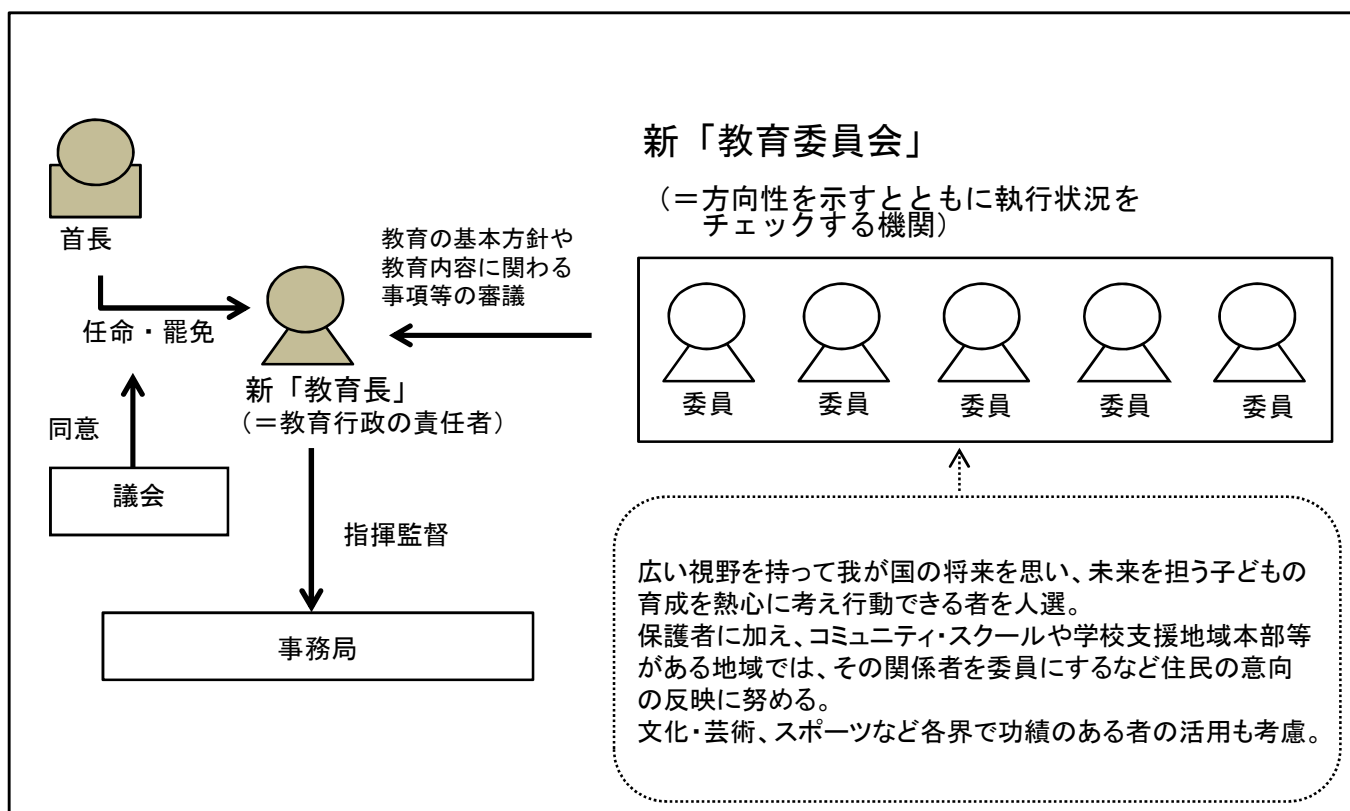 首長
任命・罷免
同意
議会
教育の基本方針や
教育内容に関わる
事項等の審議
新「教育長」
(=教育行政の責任者)
指揮監督
事務局
新「教育委員会」
(=方向性を示すとともに執行状況を
チェックする機関)
委員
委員
委員
委員
委員
広い視野を持って我が国の将来を思い、未来を担う子どもの
育成を熱心に考え行動できる者を人選。
保護者に加え、コミュニティ・スクールや学校支援地域本部等
がある地域では、その関係者を委員にするなど住民の意向
の反映に努める。
文化・芸術、スポーツなど各界で功績のある者の活用も考慮。